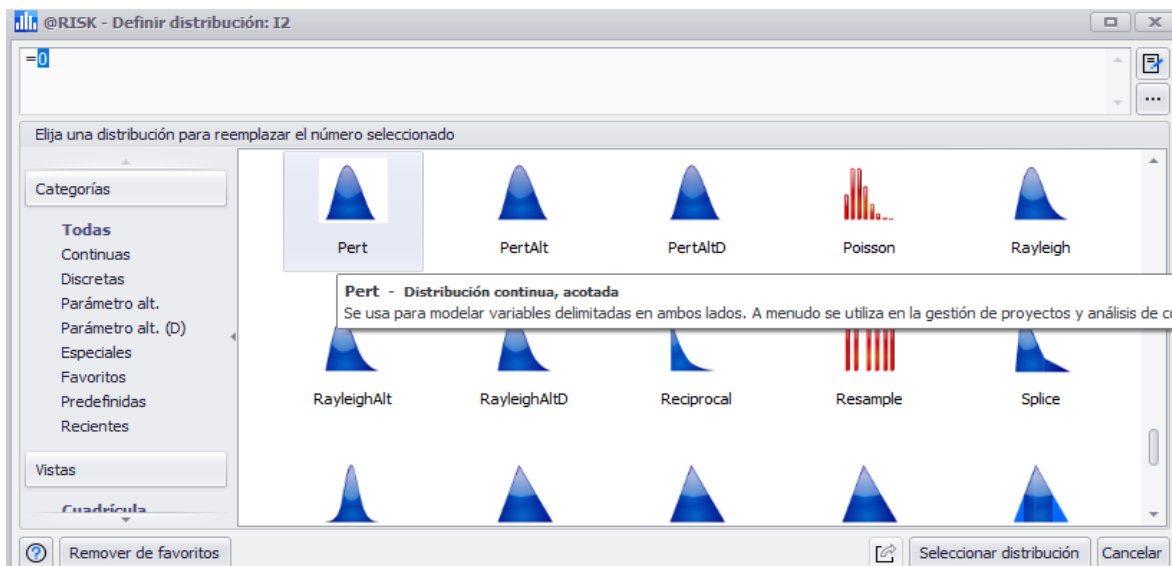 @RISK - Definir distribución: I2
=0
Elija una distribución para reemplazar el número seleccionado
Categorías
Todas
Continuas
Discretas
Parámetro alt.
Parámetro alt. (D)
Especiales
Favoritos
Predefinidas
Recientes
Vistas
Cuadrícula
Pert PertAlt PertAltD Poisson Rayleigh
Pert - Distribución continua, acotada
Se usa para modelar variables delimitadas en ambos lados. A menudo se utiliza en la gestión de proyectos y análisis de
RayleighAlt RayleighAltD Reciprocal Resample Splice
Remover de favoritos Seleccionar distribución Cancelar